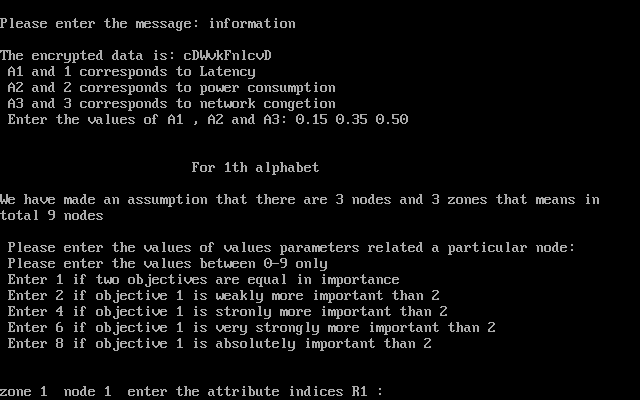 Please enter the message: information
The encrypted data is: cDWvkFnlcvD
A1 and 1 corresponds to Latency
A2 and 2 corresponds to power consumption
A3 and 3 corresponds to network congetion
Enter the values of A1 , A2 and A3: 0.15 0.35 0.50
For 1th alphabet
We have made an assumption that there are 3 nodes and 3 zones that means in
total 9 nodes
Please enter the values of values parameters related a particular node:
Please enter the values between 0-9 only
Enter 1 if two objectives are equal in importance
Enter 2 if objective 1 is weakly more important than 2
Enter 4 if objective 1 is stronly more important than 2
Enter 6 if objective 1 is very strongly more important than 2
Enter 8 if objective 1 is absolutely important than 2
zone 1  node 1  enter the attribute indices R1 :